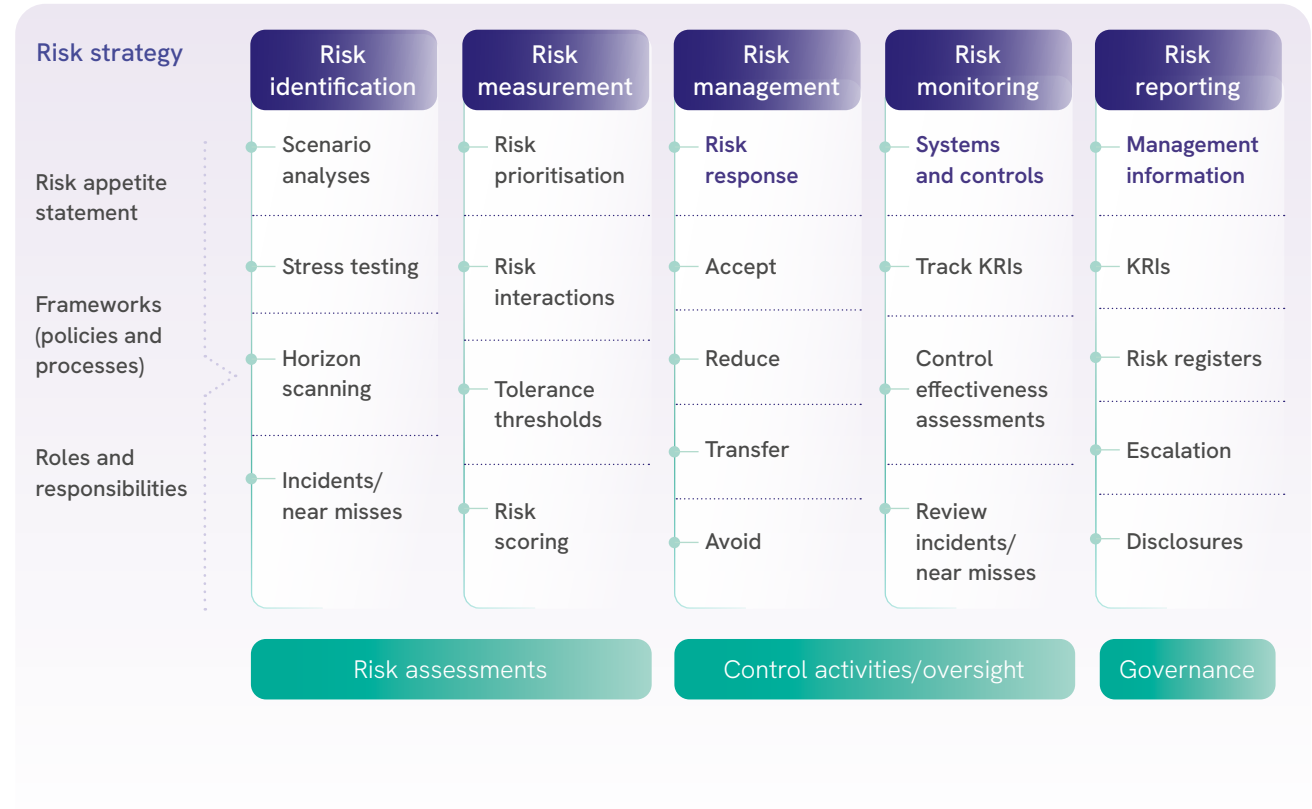 Risk strategy
Risk appetite
statement
Frameworks
(policies and
processes)
Roles and
responsibilities
Risk
identification
Scenario
analyses
Stress testing
Horizon
scanning
Incidents/
near misses
Risk
measurement
Risk
prioritisation
Risk
interactions
Tolerance
thresholds
Risk
scoring
Risk
management
Risk
response
Accept
Reduce
Transfer
Avoid
Risk
monitoring
Systems
and controls
Track KRIs
Control
effectiveness
assessments
Review
incidents/
near misses
Risk
reporting
Management
information
KRIs
Risk registers
Escalation
Disclosures
Risk assessments
Control activities/oversight
Governance